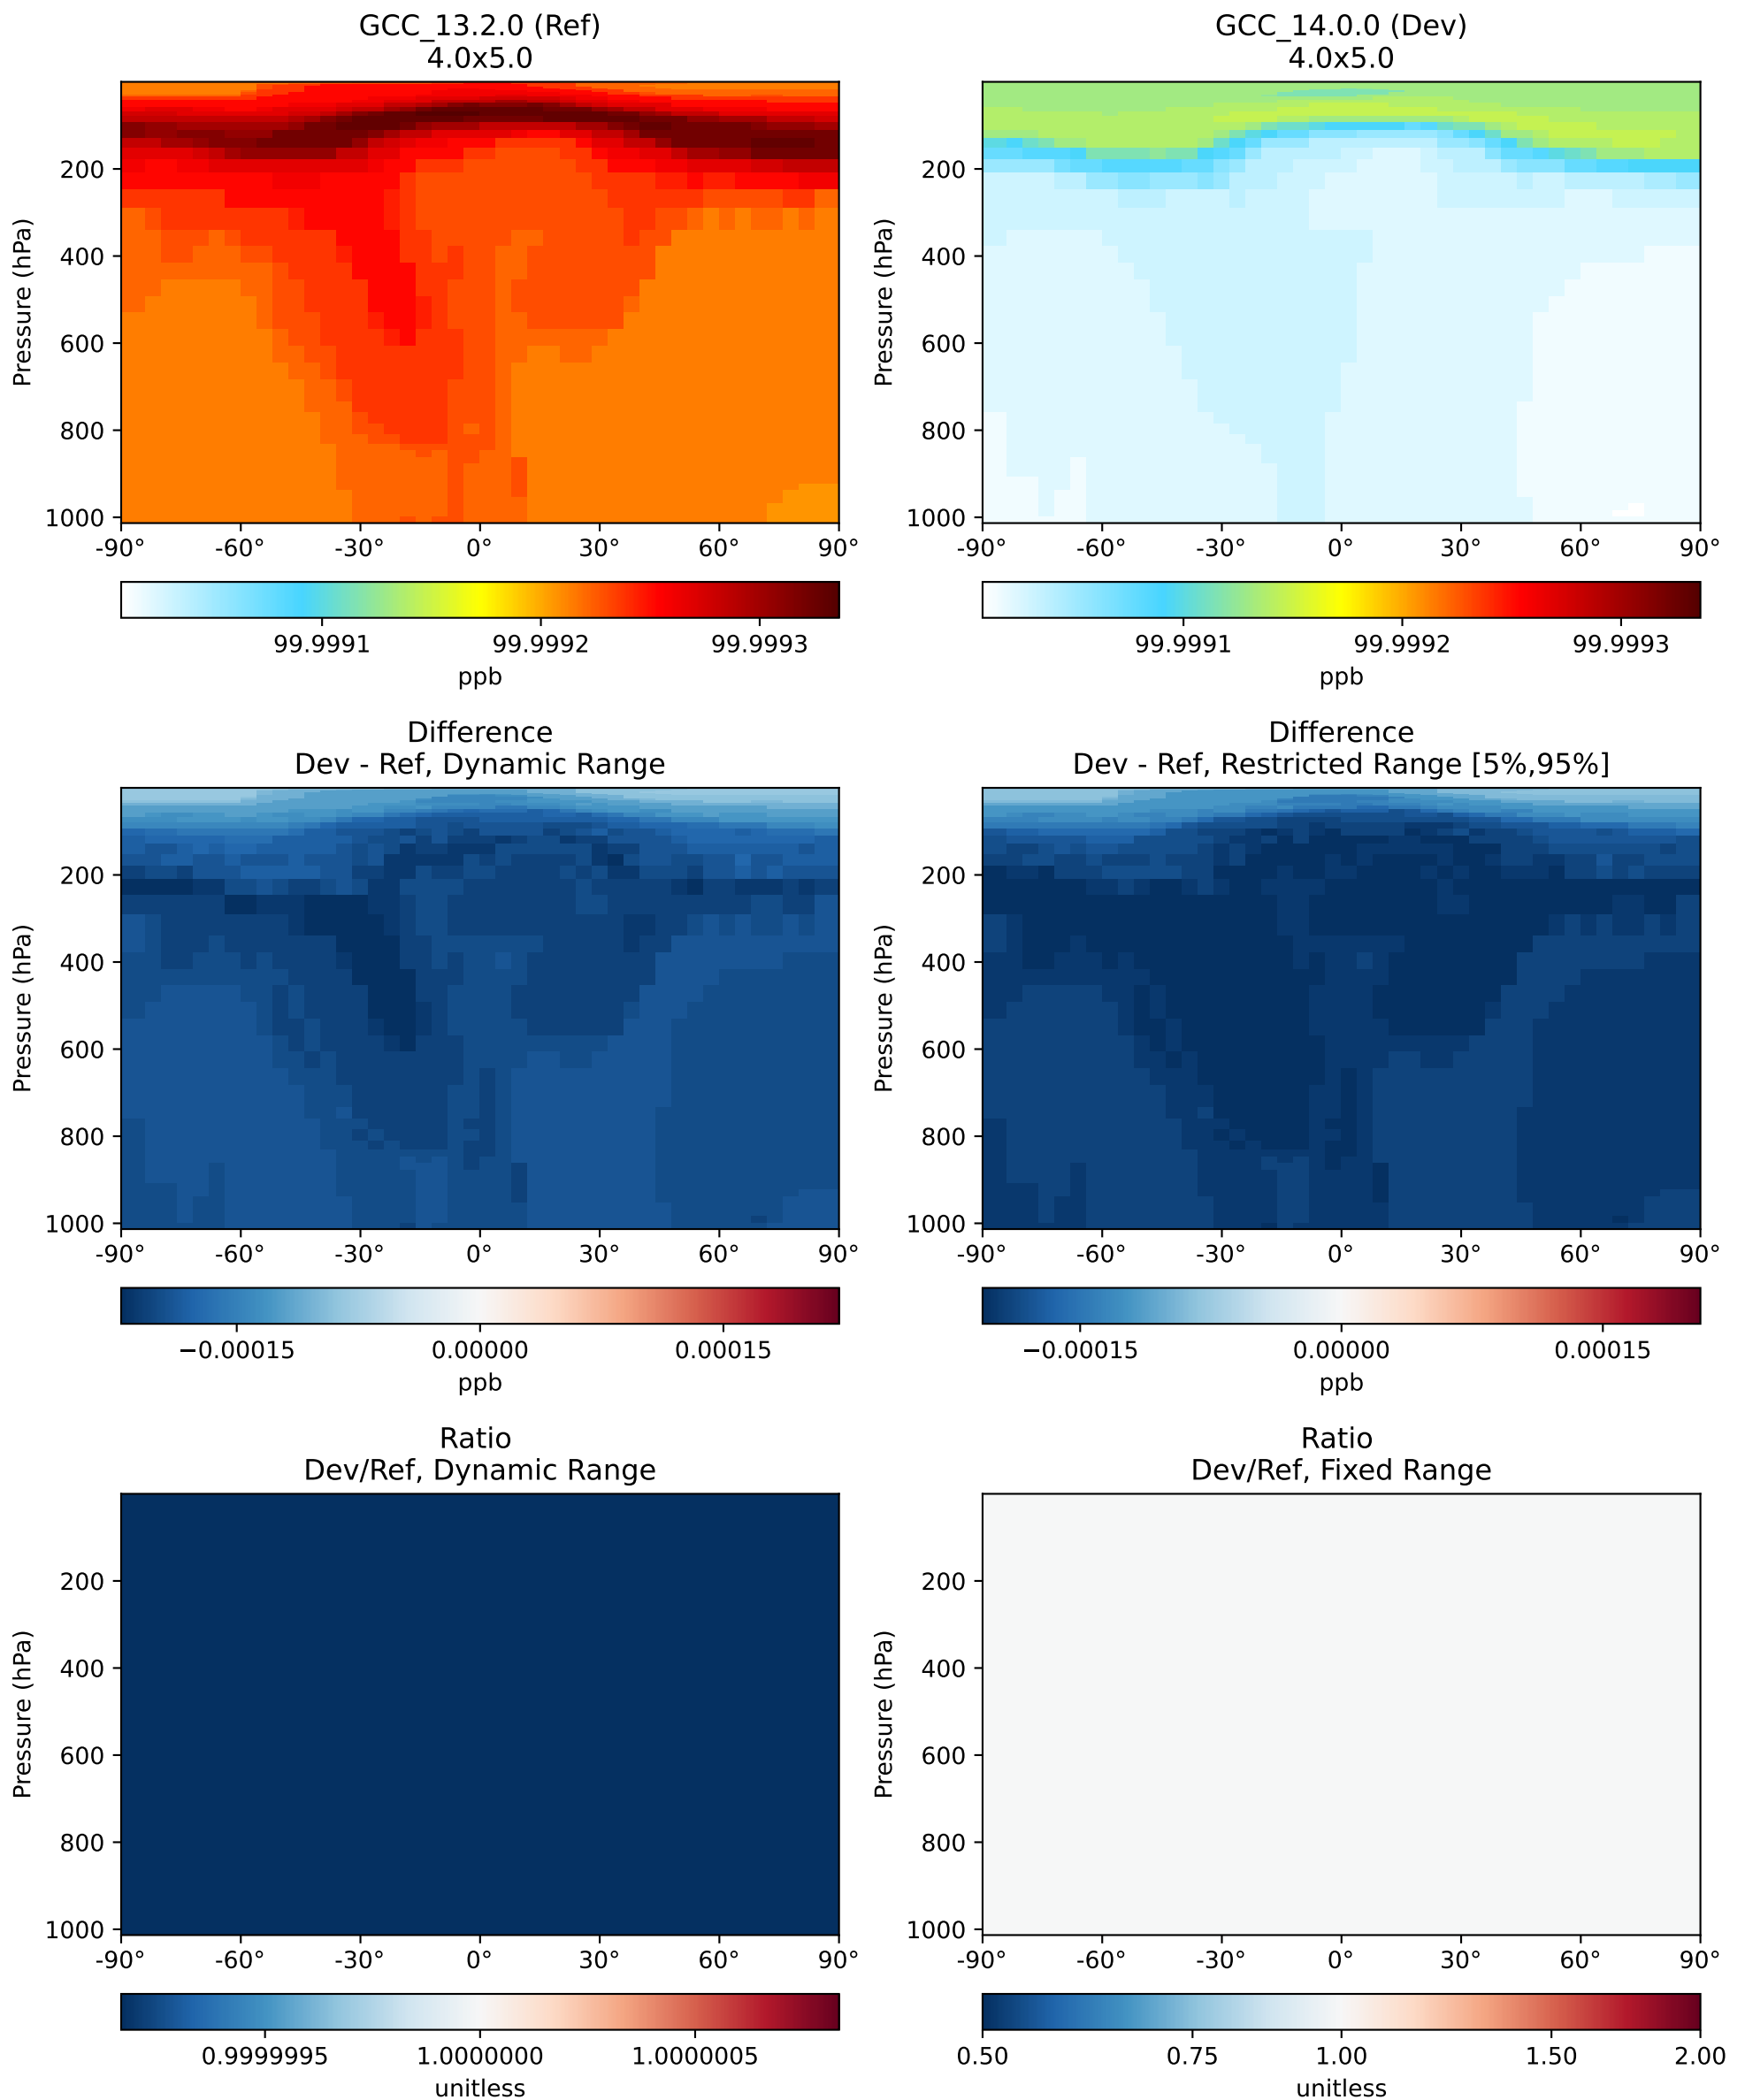 GCC_13.2.0 (Ref)
4.0x5.0
Pressure (hPa)
200
400
600
800
1000
-90° -60° -30° 0° 30° 60° 90°
99.9991 99.9992 99.9993
ppb
GCC_14.0.0 (Dev)
4.0x5.0
Pressure (hPa)
200
400
600
800
1000
-90° -60° -30° 0° 30° 60° 90°
99.9991 99.9992 99.9993
ppb
Difference
Dev - Ref, Dynamic Range
Pressure (hPa)
200
400
600
800
1000
-90° -60° -30° 0° 30° 60° 90°
−0.00015 0.00000 0.00015
ppb
Difference
Dev - Ref, Restricted Range [5%,95%]
Pressure (hPa)
200
400
600
800
1000
-90° -60° -30° 0° 30° 60° 90°
−0.00015 0.00000 0.00015
ppb
Ratio
Dev/Ref, Dynamic Range
Pressure (hPa)
200
400
600
800
1000
-90° -60° -30° 0° 30° 60° 90°
0.9999995 1.0000000 1.0000005
unitless
Ratio
Dev/Ref, Fixed Range
Pressure (hPa)
200
400
600
800
1000
-90° -60° -30° 0° 30° 60° 90°
0.50 0.75 1.00 1.50 2.00
unitless